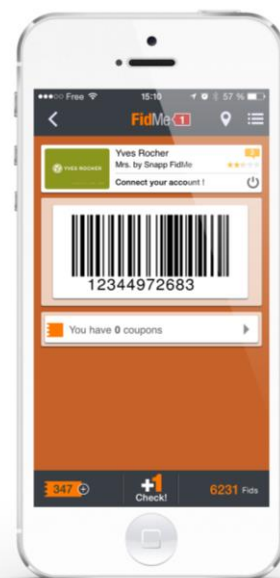 Free 15:10 57 %
FidMe 1
Yves Rocher
Mrs. by Snapp FidMe
YVES ROCHER
Connect your account !
12344972683
You have 0 coupons
347 +1 6231 Fids
Check!